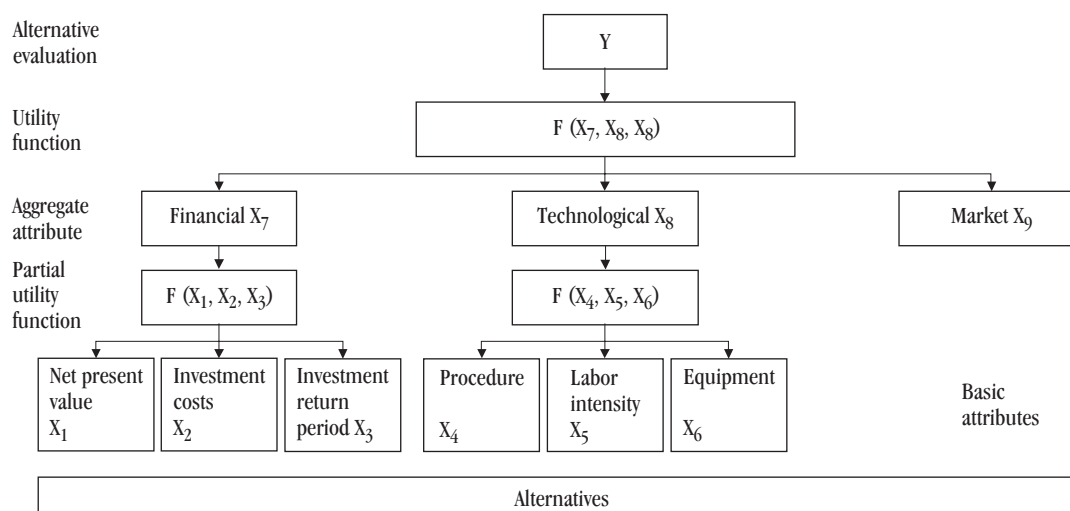 Alternative
evaluation
Y
Utility
function
F (X7, X8, X8)
Aggregate
attribute
Financial X7
Technological X8
Market X9
Partial
utility
function
F (X1, X2, X3)
F (X4, X5, X6)
Net present
value
X1
Investment
costs
X2
Investment
return
period X3
Procedure
X4
Labor
intensity
X5
Equipment
X6
Basic
attributes
Alternatives